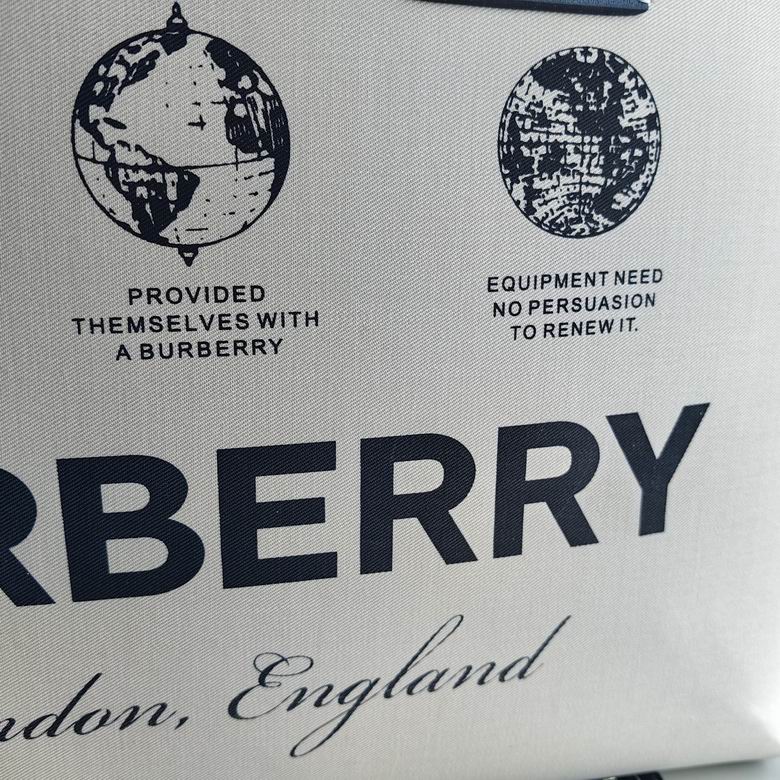 PROVIDED
THEMSELVES WITH
A BURBERRY
EQUIPMENT NEED
NO PERSUASION
TO RENEW IT.
RBERRY
ndon, England